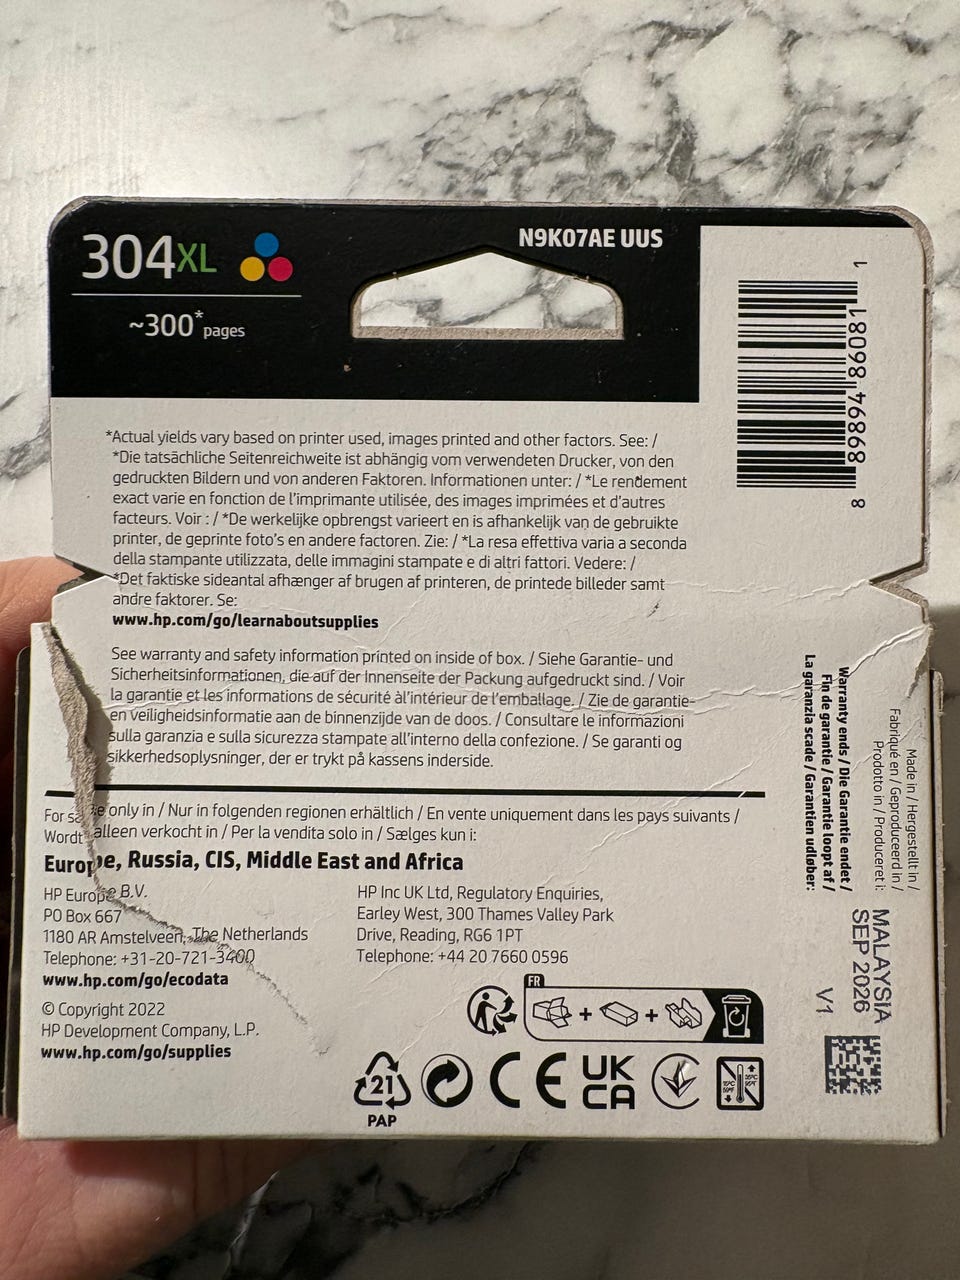 304XL
~300* pages
N9K07AE UUS
1
8 89894 86081 1
*Actual yields vary based on printer used, images printed and other factors. See: /
*Die tatsächliche Seitenreichweite ist abhängig vom verwendeten Drucker, von den
gedruckten Bildern und von anderen Faktoren. Informationen unter: / *Le rendement
exact varie en fonction de l'imprimante utilisée, des images imprimées et d'autres
facteurs. Voir : / *De werkelijke opbrengst varieert en is afhankelijk van de gebruikte
printer, de geprinte foto's en andere factoren. Zie: / *La resa effettiva varia a seconda
della stampante utilizzata, delle immagini stampate e di altri fattori. Vedere: /
*Det faktiske sideantal afhænger af brugen af printeren, de printede billeder samt
andre faktorer. Se:
www.hp.com/go/learnaboutsupplies
See warranty and safety information printed on inside of box. / Siehe Garantie- und
Sicherheitsinformationen, die auf der Innenseite der Packung aufgedruckt sind. / Voir
la garantie et les informations de sécurité àl'intérieur de l'emballage. / Zie de garantie-
en veiligheidsinformatie aan de binnenzijde van de doos. / Consultare le informazioni
sulla garanzia e sulla sicurezza stampate all'interno della confezione. / Se garanti og
sikkerhedsoplysninger, der er trykt på kassens inderside.
For sa e only in / Nur in folgenden regionen erhältlich / En vente uniquement dans les pays suivants /
Wordt alleen verkocht in / Per la vendita solo in / Sælges kun i:
Europe, Russia, CIS, Middle East and Africa
HP Europe B.V.
PO Box 667
1180 AR Amstelveen, The Netherlands
Telephone: +31-20-721-3400
www.hp.com/go/ecodata
© Copyright 2022
HP Development Company, L.P.
www.hp.com/go/supplies
HP Inc UK Ltd, Regulatory Enquiries,
Earley West, 300 Thames Valley Park
Drive, Reading, RG6 1PT
Telephone: +44 20 7660 0596
FR
+ +
21
PAP
CE
UK
CA
15°C
59°F
35°C
95°F
Made in / Hergestellt in /
Fabriqué en / Geproduceerd in /
Prodotto in / Produceret i:
MALAYSIA
Warranty ends / Die Garantie endet /
Fin de garantie / Garantie loopt af /
La garanzia scade / Garantien udløber:
SEP 2026
V1